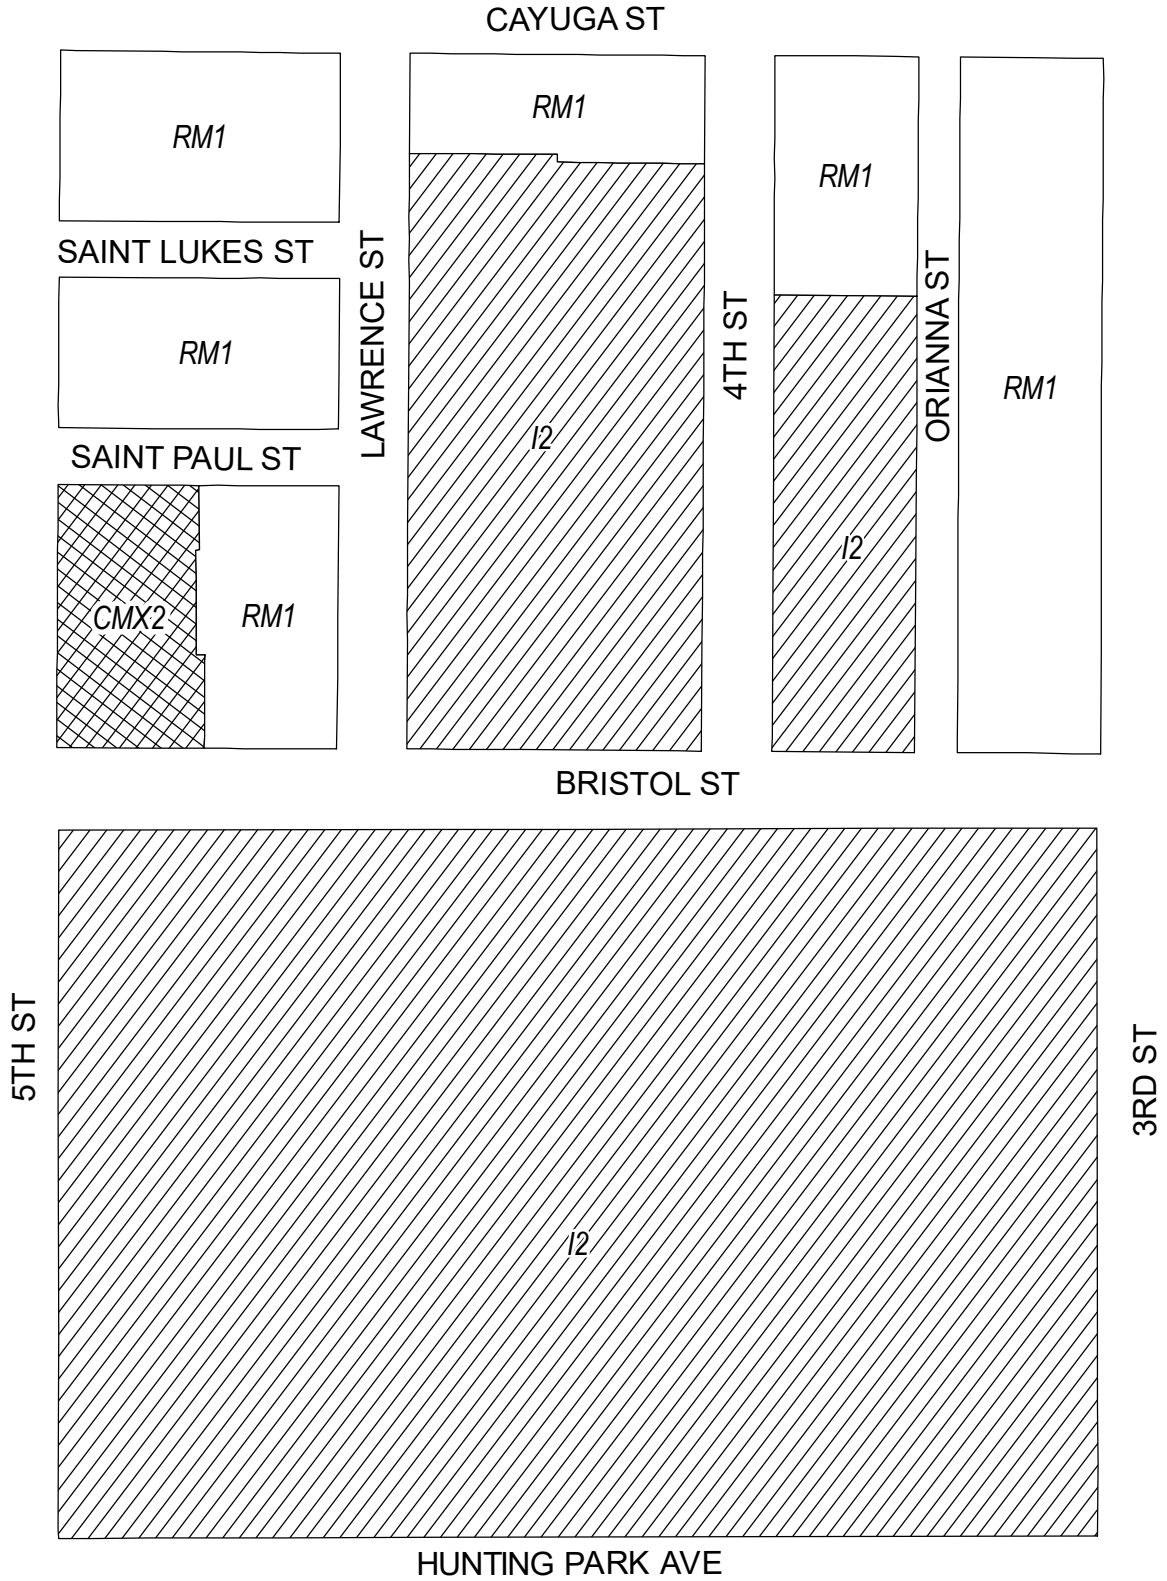 CAYUGA ST
RM1
RM1
RM1
SAINT LUKES ST
LAWRENCE ST
4TH ST
ORIANNA ST
RM1
RM1
I2
SAINT PAUL ST
I2
CMX2
RM1
BRISTOL ST
5TH ST
3RD ST
I2
HUNTING PARK AVE